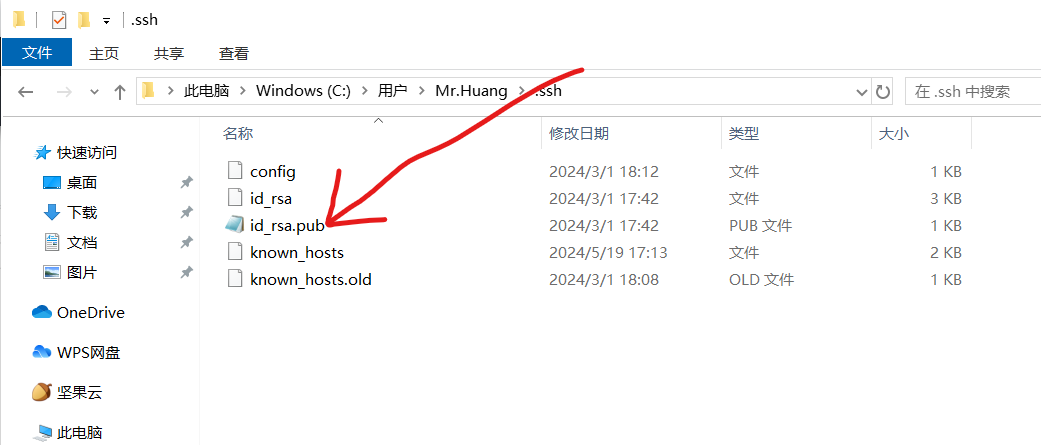 .ssh
文件 主页 共享 查看
此电脑 Windows (C:) 用户 Mr.Huang .ssh 在 .ssh 中搜索
名称 修改日期 类型 大小
快速访问
桌面
下载
文档
图片
OneDrive
WPS网盘
坚果云
此电脑
config 2024/3/1 18:12 文件 1 KB
id_rsa 2024/3/1 17:42 文件 3 KB
id_rsa.pub 2024/3/1 17:42 PUB 文件 1 KB
known_hosts 2024/5/19 17:13 文件 2 KB
known_hosts.old 2024/3/1 18:08 OLD 文件 1 KB